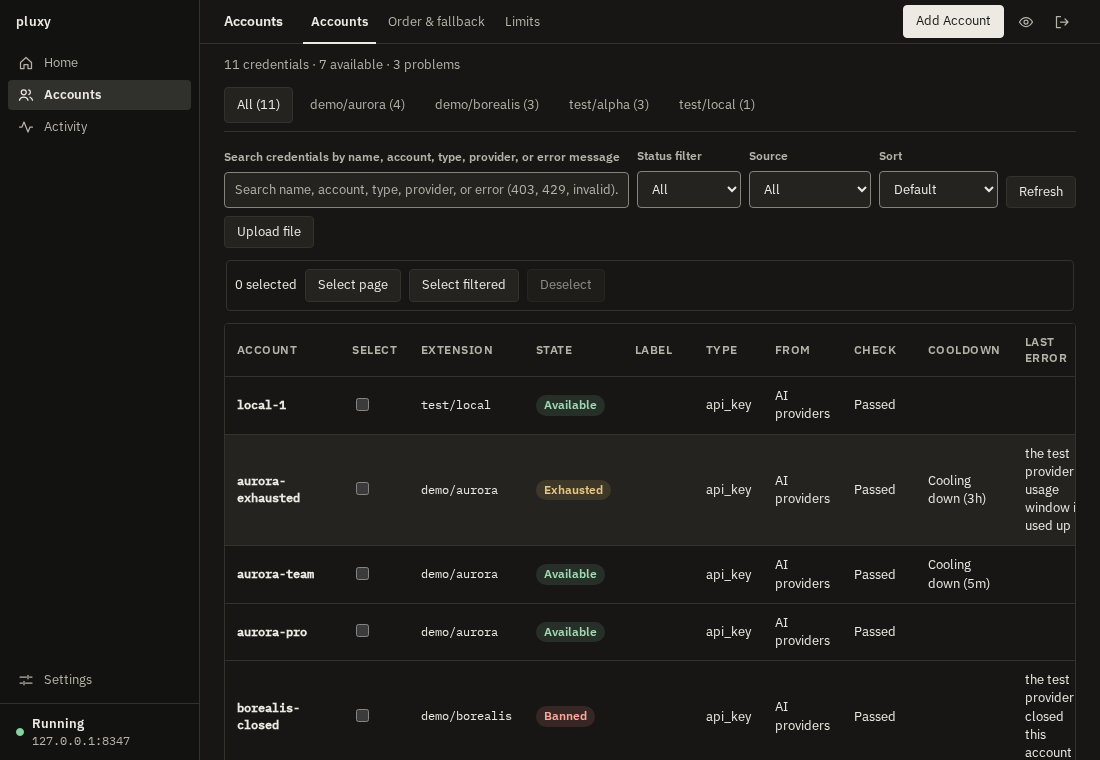 pluxy
Home
Accounts
Activity
Settings
Running
127.0.0.1:8347
Accounts Accounts Order & fallback Limits Add Account
11 credentials · 7 available · 3 problems
All (11) demo/aurora (4) demo/borealis (3) test/alpha (3) test/local (1)
Search credentials by name, account, type, provider, or error message Status filter Source Sort
Search name, account, type, provider, or error (403, 429, invalid). All All Default Refresh
Upload file
0 selected Select page Select filtered Deselect
ACCOUNT SELECT EXTENSION STATE LABEL TYPE FROM CHECK COOLDOWN LAST
ERROR
local-1 test/local Available api_key AI
providers Passed
aurora-
exhausted demo/aurora Exhausted api_key AI
providers Passed Cooling
down (3h) the test
provider
usage
window i
used up
aurora-team demo/aurora Available api_key AI
providers Passed Cooling
down (5m)
aurora-pro demo/aurora Available api_key AI
providers Passed
borealis-
closed demo/borealis Banned api_key AI
providers Passed the test
provider
closed
this
account